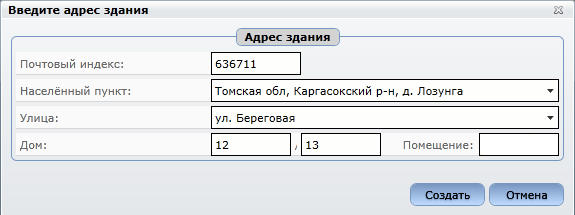 Введите адрес здания
Адрес здания
Почтовый индекс: 636711
Населённый пункт: Томская обл, Каргасокский р-н, д. Лозунга
Улица: ул. Береговая
Дом: 12 , 13 Помещение:
Создать Отмена